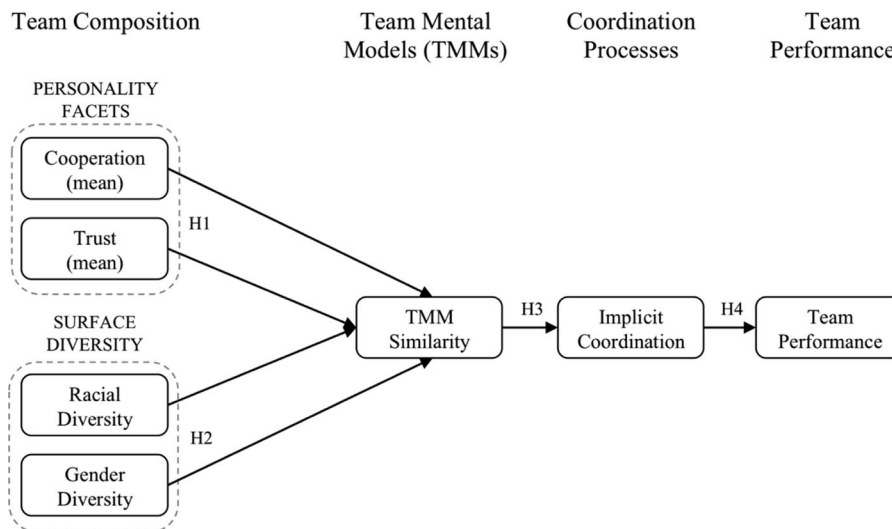 Team Composition
Team Mental
Models (TMMs)
Coordination
Processes
Team
Performance
PERSONALITY
FACETS
Cooperation
(mean)
H1
Trust
(mean)
SURFACE
DIVERSITY
Racial
Diversity
H2
Gender
Diversity
TMM
Similarity
H3
Implicit
Coordination
H4
Team
Performance